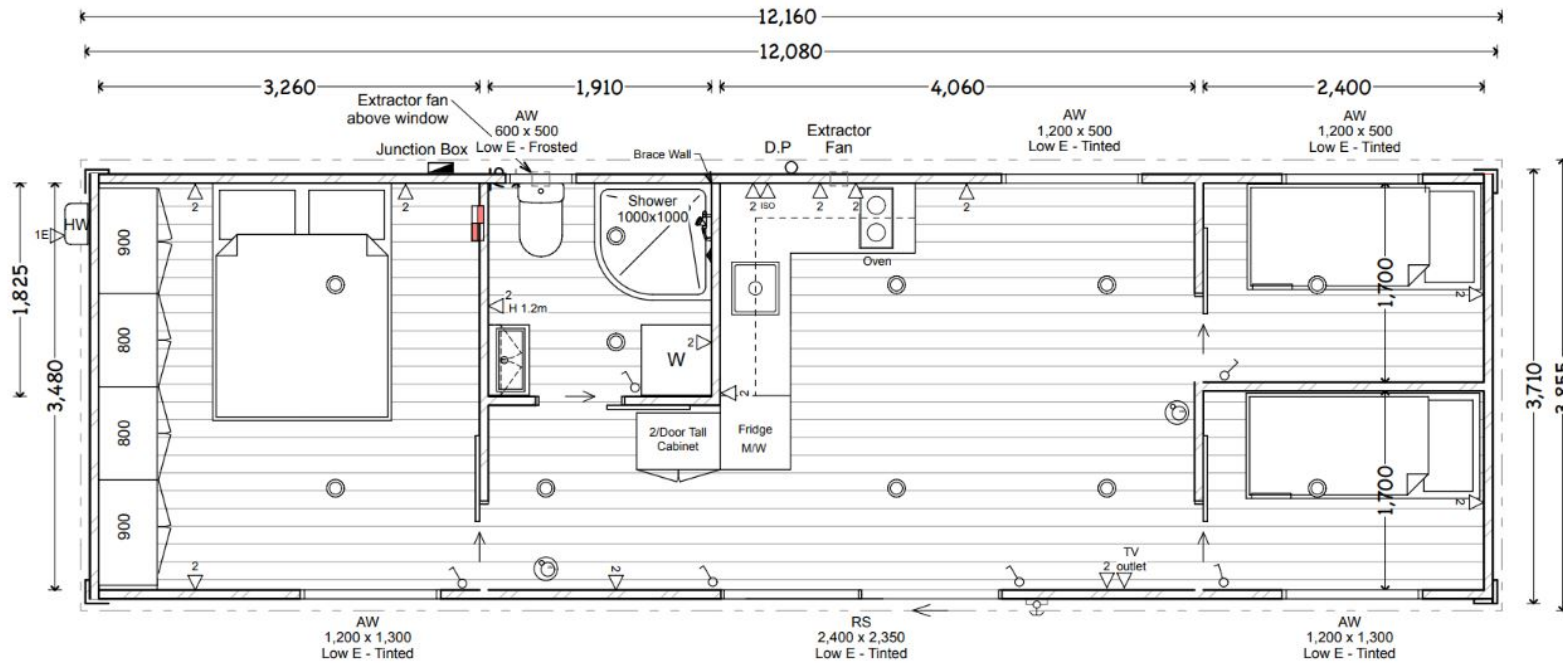 12,160
12,080
3,260
1,910
4,060
2,400
Extractor fan
above window
AW
600 x 500
Low E - Frosted
Junction Box
Brace Wall
D.P
Extractor
Fan
AW
1,200 x 500
Low E - Tinted
AW
1,200 x 500
Low E - Tinted
75
2
2
2
ISO
2
2
2
HW
1E
900
800
800
900
Shower
1000x1000
Oven
2
H 1.2m
2
W
2
2/Door Tall
Cabinet
Fridge
M/W
1,825
3,480
1,700
2
1,700
2
3,710
3,855
2
2
2
TV
outlet
AW
1,200 x 1,300
Low E - Tinted
RS
2,400 x 2,350
Low E - Tinted
AW
1,200 x 1,300
Low E - Tinted